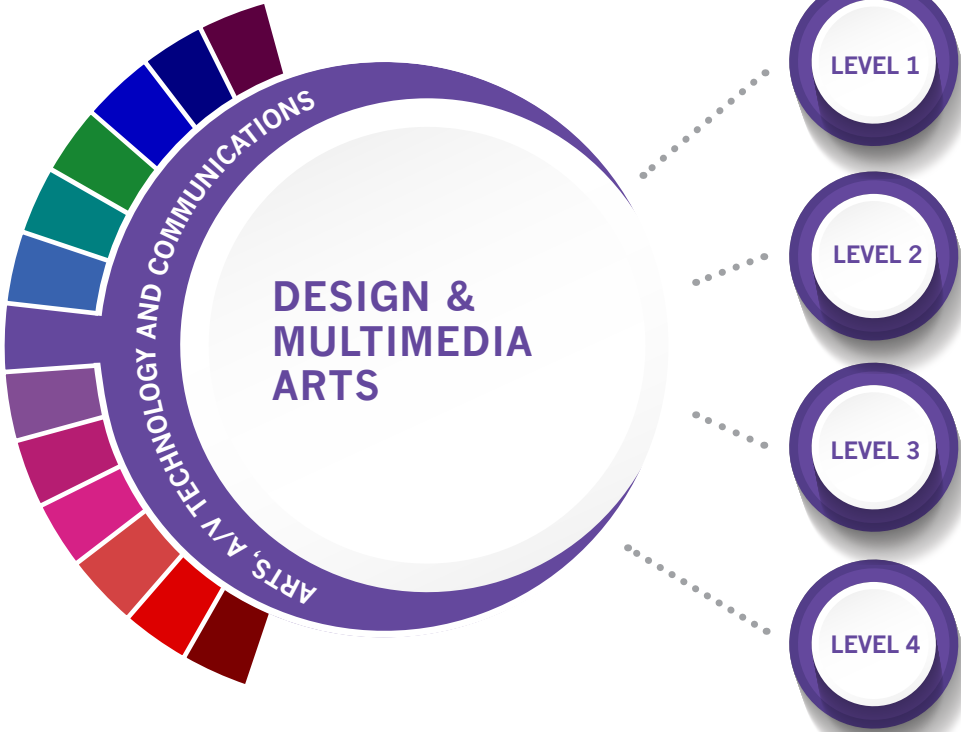 ARTS, A/V TECHNOLOGY AND COMMUNICATIONS
DESIGN &
MULTIMEDIA
ARTS
LEVEL 1
LEVEL 2
LEVEL 3
LEVEL 4